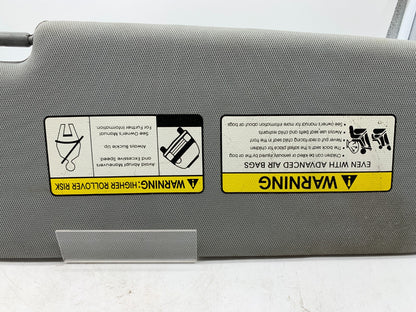 WARNING: HIGHER ROLLOVER RISK
Avoid Abrupt Maneuvers
and Excessive Speed.
Always Buckle Up.
See Owner's Manual
For Further Information.
WARNING
EVEN WITH ADVANCED AIR BAGS
• Children can be killed or seriously injured by the air bag
• The back seat is the safest place for children
• Never put a rear-facing child seat in the front
• Always use seat belts and child restraints
• See owner's manual for more information about air bags